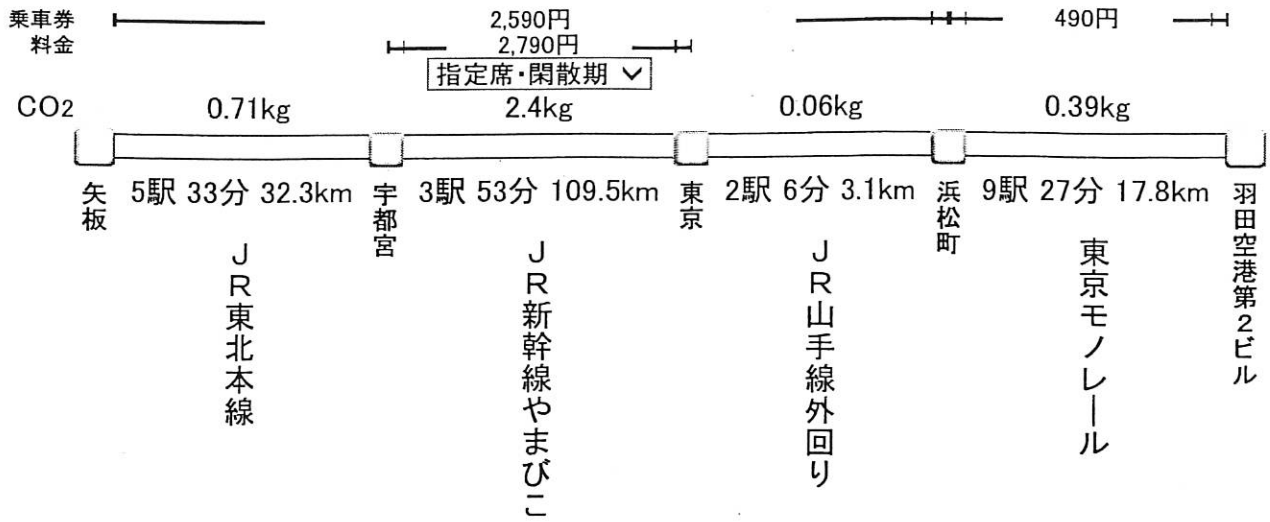 乗車券 2,590円 490円
料金 2,790円
指定席・閑散期
CO2 0.71kg 2.4kg 0.06kg 0.39kg
矢板 5駅 33分 32.3km 宇都宮 3駅 53分 109.5km 東京 2駅 6分 3.1km 浜松町 9駅 27分 17.8km 羽田空港第2ビル
JR東北本線
JR新幹線やまびこ
JR山手線外回り
東京モノレール